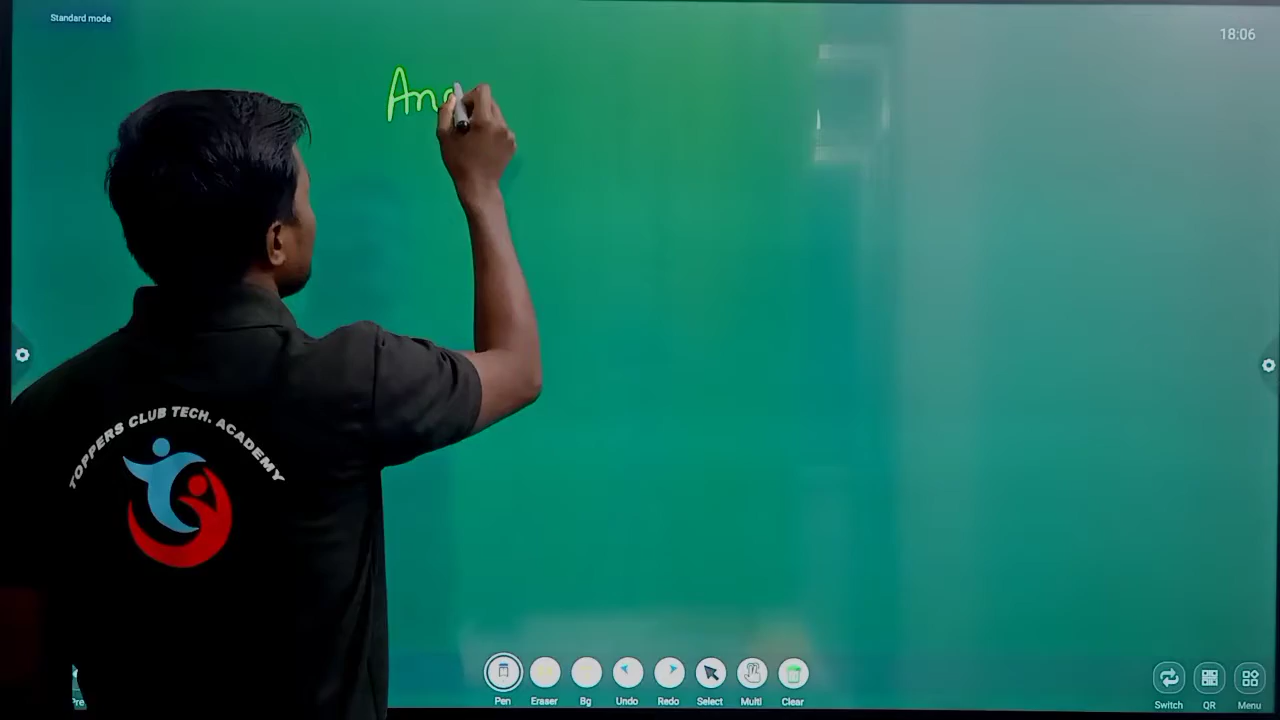 Standard mode
18:06
An
TOPPERS CLUB TECH. ACADEMY
Pen
Eraser
Bg
Undo
Redo
Select
Multi
Clear
Switch
QR
Menu